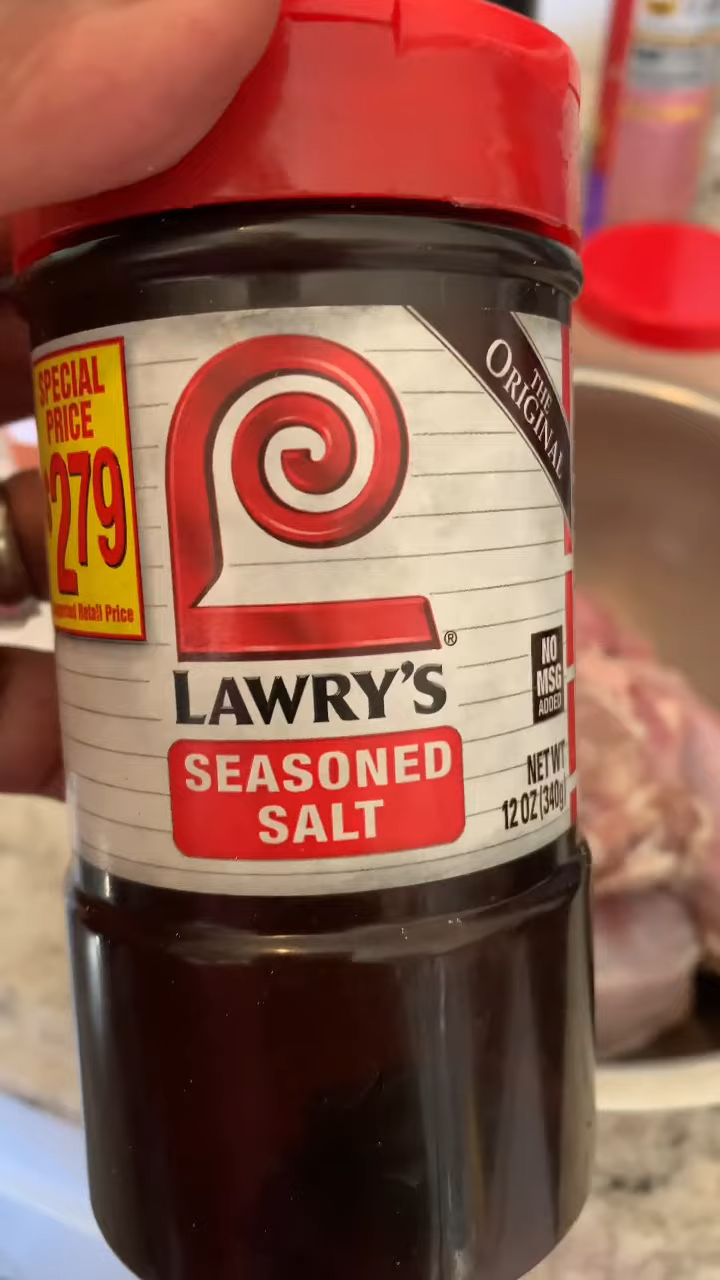 SPECIAL
PRICE
$279
Retail Price
THE
ORIGINAL
®
LAWRY'S
SEASONED
SALT
NO
MSG
ADDED
NET WT
12 OZ (340g)